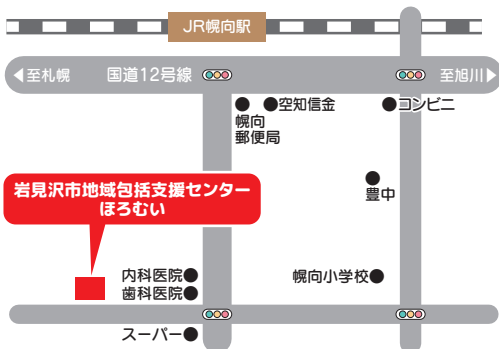 JR幌向駅
◀至札幌
国道12号線
至旭川▶
●空知信金
●コンビニ
幌向
郵便局
豊中
岩見沢市地域包括支援センター
ほろむい
内科医院●
歯科医院●
幌向小学校●
スーパー●